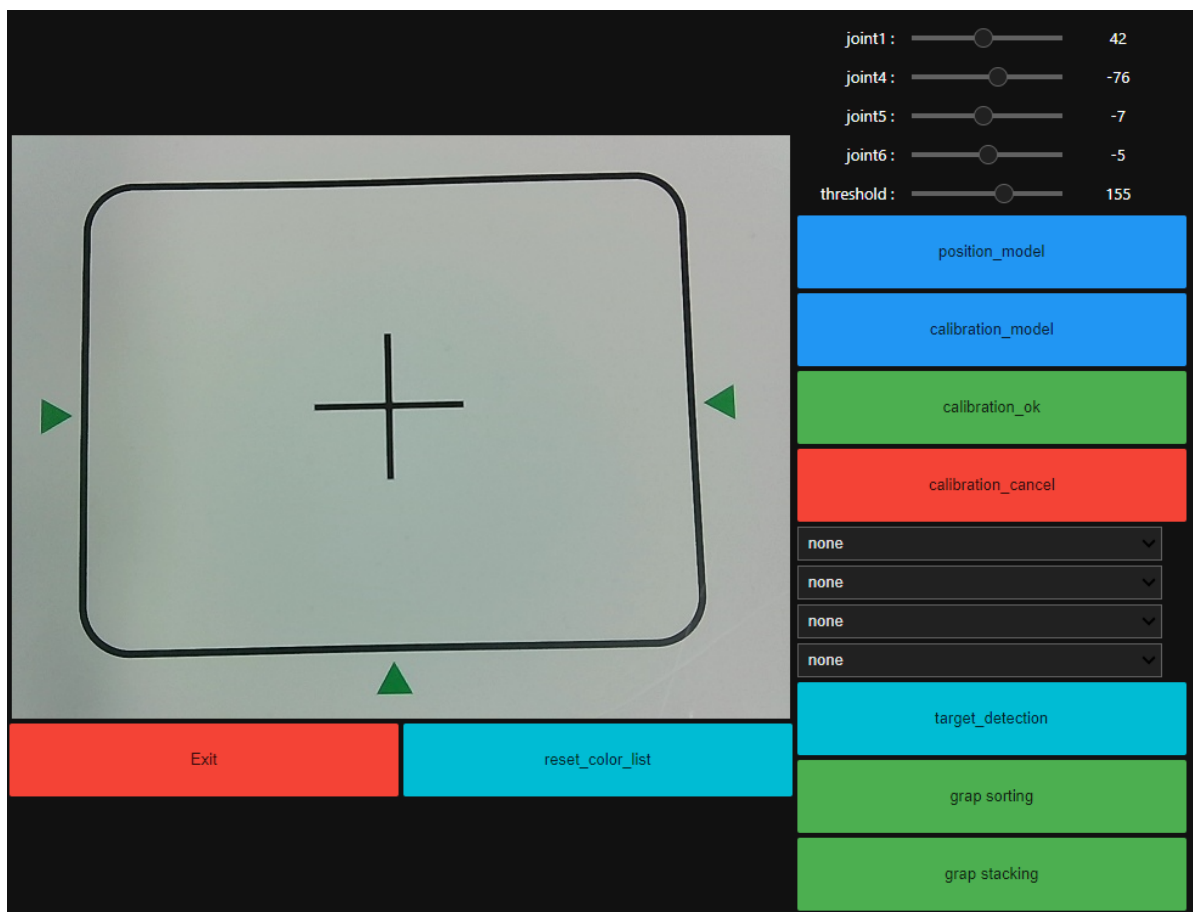 joint1 : 42
joint4 : -76
joint5 : -7
joint6 : -5
threshold : 155
position_model
calibration_model
calibration_ok
calibration_cancel
none
none
none
none
target_detection
Exit
reset_color_list
grap sorting
grap stacking